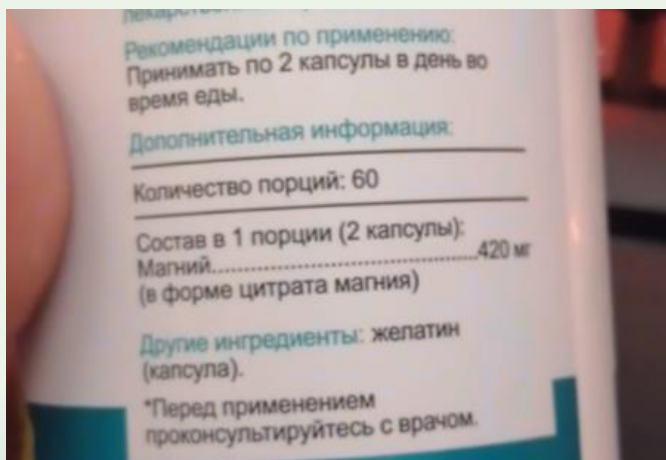 Рекомендации по применению:
Принимать по 2 капсулы в день во
время еды.
Дополнительная информация:
Количество порций: 60
Состав в 1 порции (2 капсулы):
Магний......................................................420 мг
(в форме цитрата магния)
Другие ингредиенты: желатин
(капсула).
*Перед применением
проконсультируйтесь с врачом.